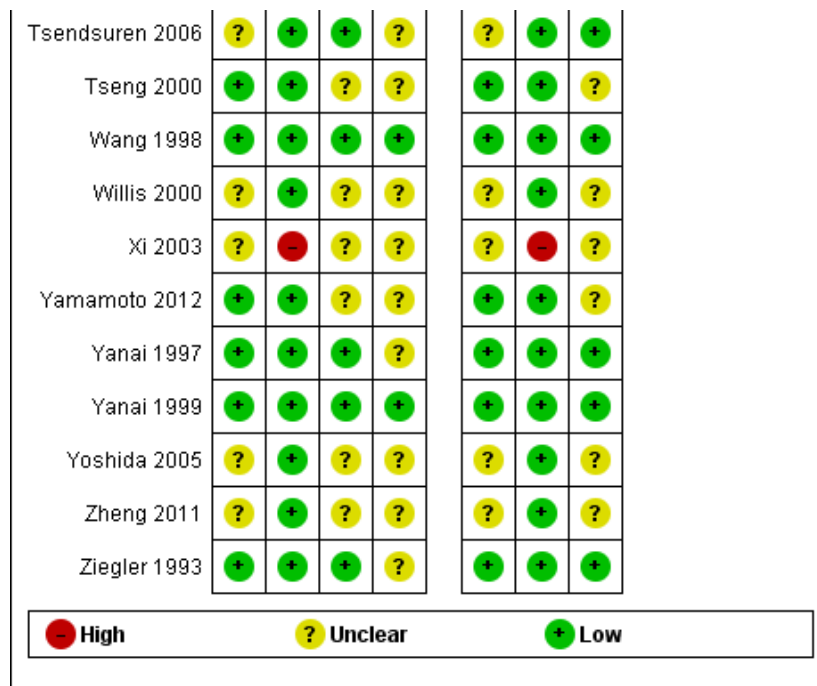 Tsendsuren 2006 ? + + ? ? + +
Tseng 2000 + + ? ? + + ?
Wang 1998 + + + + + + +
Willis 2000 ? + ? ? ? + ?
Xi 2003 ? - ? ? ? - ?
Yamamoto 2012 + + ? ? + + ?
Yanai 1997 + + + ? + + +
Yanai 1999 + + + + + + +
Yoshida 2005 ? + ? ? ? + ?
Zheng 2011 ? + ? ? ? + ?
Ziegler 1993 + + + ? + + +
- High ? Unclear + Low